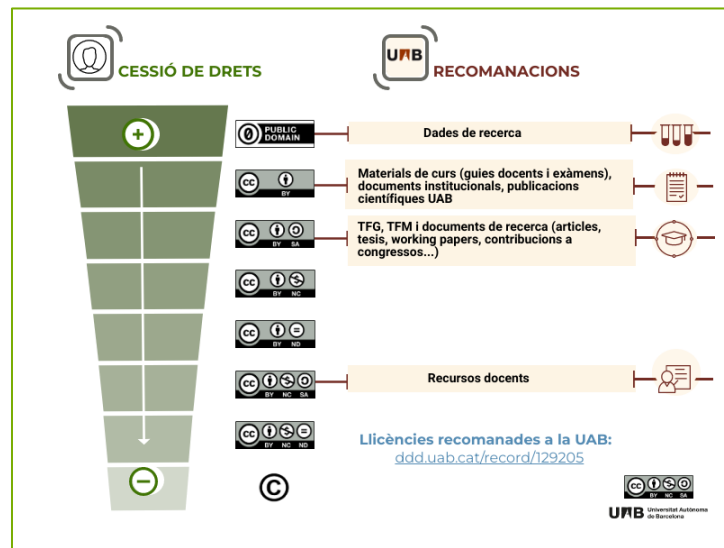 CESSIÓ DE DRETS
UAB
RECOMANACIONS
+
0 PUBLIC DOMAIN
Dades de recerca
cc BY
Materials de curs (guies docents i exàmens),
documents institucionals, publicacions
científiques UAB
cc BY SA
TFG, TFM i documents de recerca (articles,
tesis, working papers, contribucions a
congressos...)
cc BY NC
cc BY ND
cc BY NC SA
Recursos docents
cc BY NC ND
Llicències recomanades a la UAB:
ddd.uab.cat/record/129205
−
©
cc BY NC SA
UAB Universitat Autònoma
de Barcelona